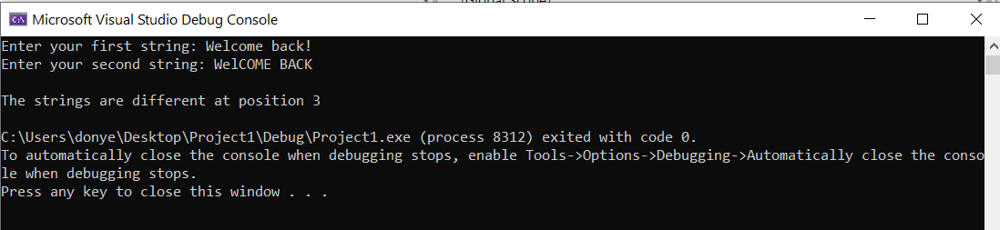 (Global Scope)
Microsoft Visual Studio Debug Console
Enter your first string: Welcome back!
Enter your second string: WelCOME BACK
The strings are different at position 3
C:\Users\donye\Desktop\Project1\Debug\Project1.exe (process 8312) exited with code 0.
To automatically close the console when debugging stops, enable Tools->Options->Debugging->Automatically close the conso
le when debugging stops.
Press any key to close this window . . .